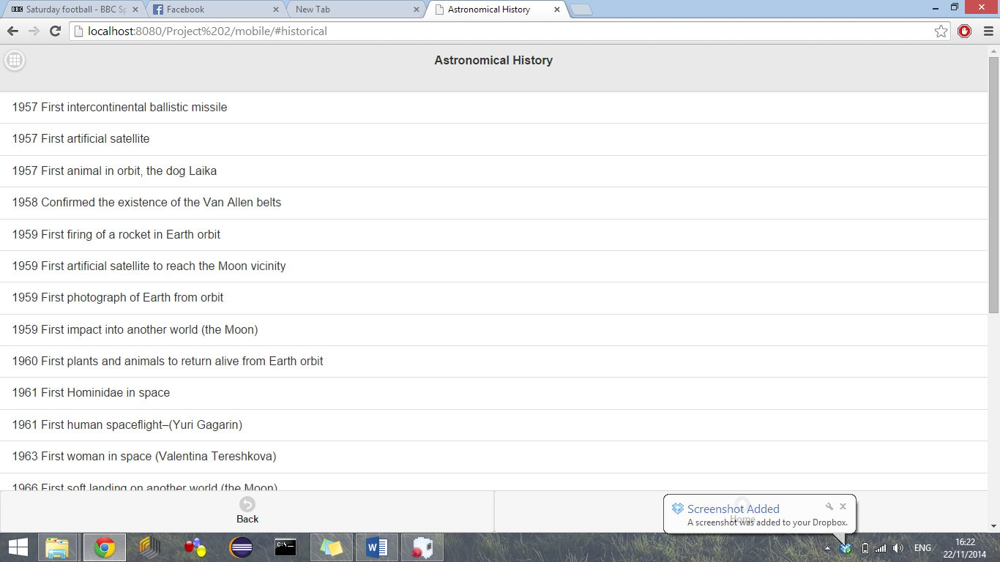 BBC Saturday football - BBC Sp
Facebook
New Tab
Astronomical History
localhost:8080/Project%202/mobile/#historical
Astronomical History
1957 First intercontinental ballistic missile
1957 First artificial satellite
1957 First animal in orbit, the dog Laika
1958 Confirmed the existence of the Van Allen belts
1959 First firing of a rocket in Earth orbit
1959 First artificial satellite to reach the Moon vicinity
1959 First photograph of Earth from orbit
1959 First impact into another world (the Moon)
1960 First plants and animals to return alive from Earth orbit
1961 First Hominidae in space
1961 First human spaceflight–(Yuri Gagarin)
1963 First woman in space (Valentina Tereshkova)
1966 First soft landing on another world (the Moon)
Back
Home
Screenshot Added
A screenshot was added to your Dropbox.
C:\
W
ENG
16:22
22/11/2014